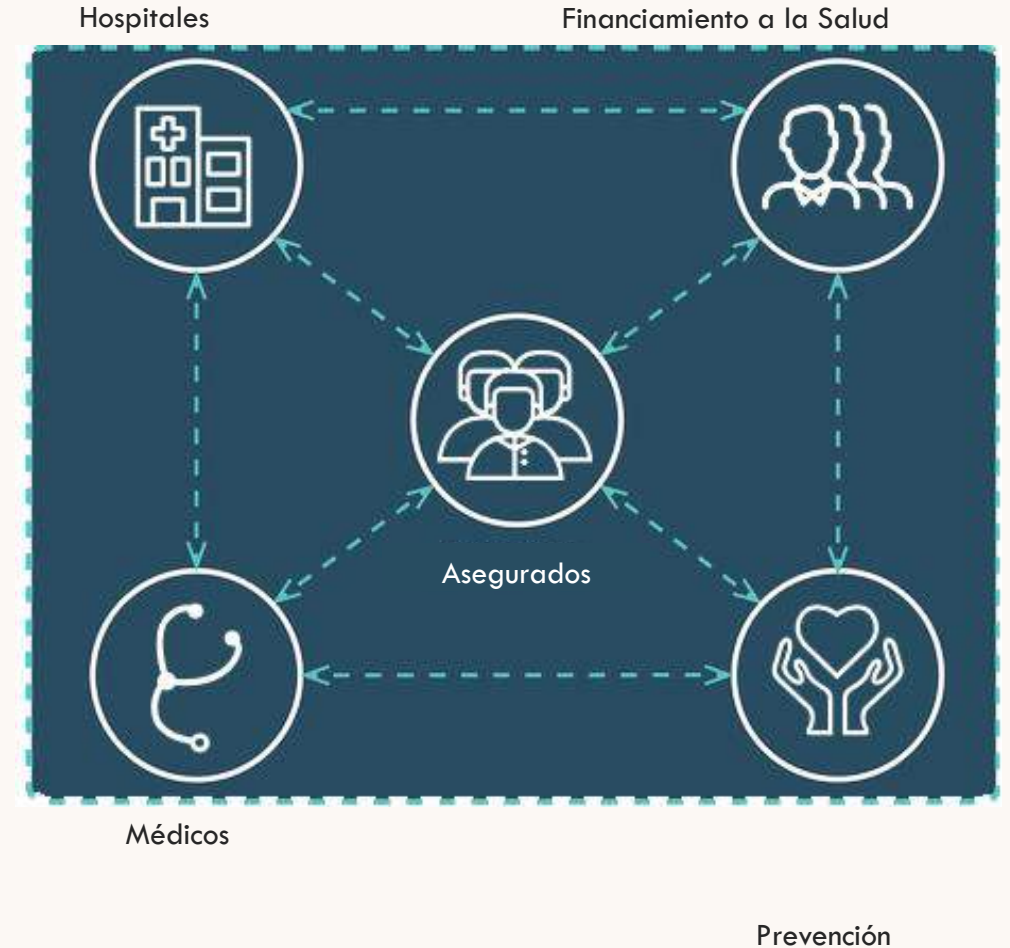 Hospitales
Financiamiento a la Salud
Asegurados
Médicos
Prevención